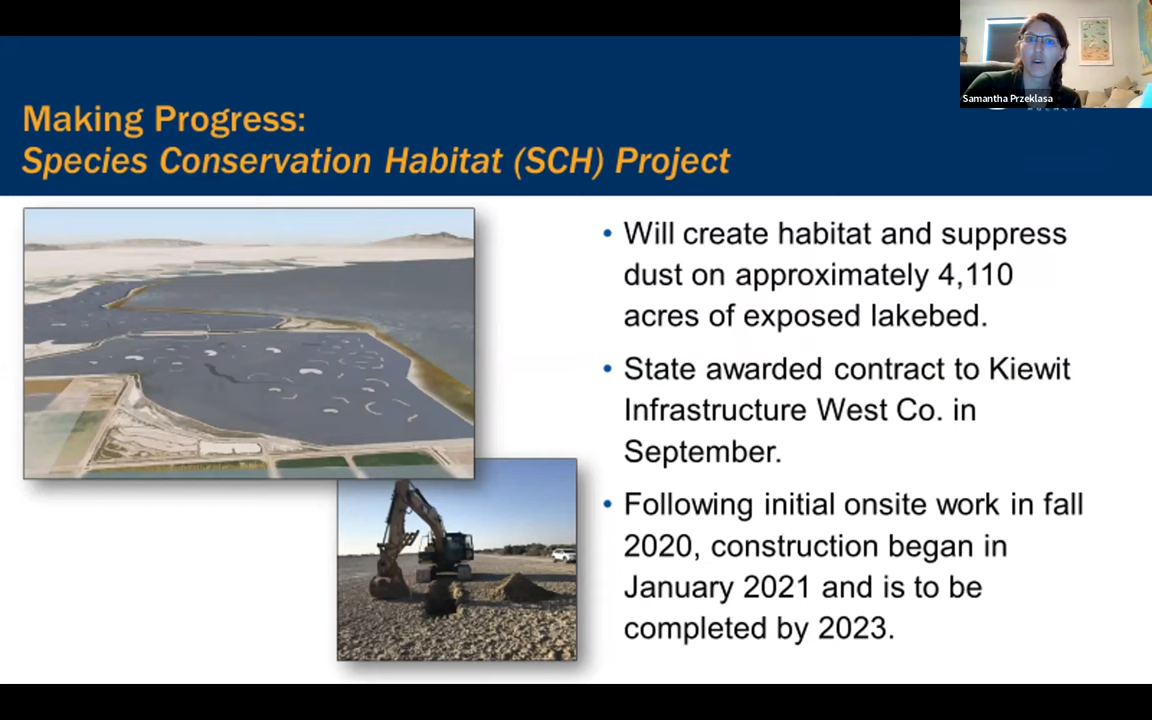 Samantha Przeklasa
A G E N C Y
Making Progress:
Species Conservation Habitat (SCH) Project
• Will create habitat and suppress
dust on approximately 4,110
acres of exposed lakebed.
• State awarded contract to Kiewit
Infrastructure West Co. in
September.
• Following initial onsite work in fall
2020, construction began in
January 2021 and is to be
completed by 2023.